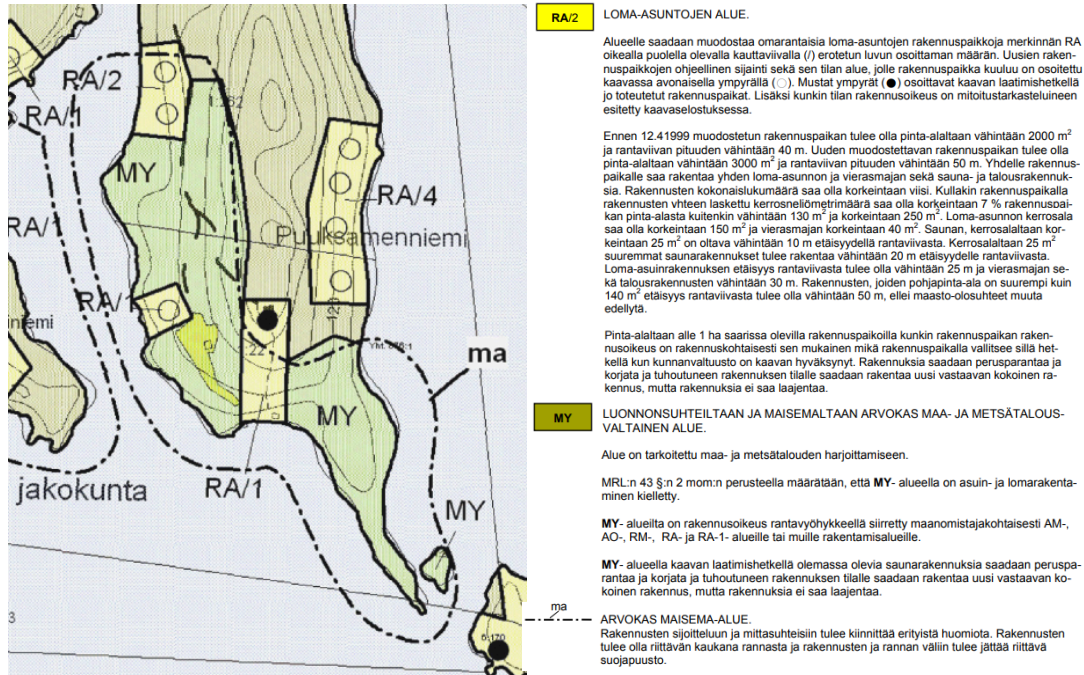 RA/2
1:262
RA/1
MY
RA/4
RA/1
Puuksamenniemi
RA/1
niemi
:22
ma
MY
jakokunta
RA/1
MY
3
6:170
RA/2
LOMA-ASUNTOJEN ALUE.
Alueelle saadaan muodostaa omarantaisia loma-asuntojen rakennuspaikkoja merkinnän RA
oikealla puolella olevalla kauttaviivalla (/) erotetun luvun osoittaman määrän. Uusien raken-
nuspaikkojen ohjeellinen sijainti sekä sen tilan alue, jolle rakennuspaikka kuuluu on osoitettu
kaavassa avonaisella ympyrällä (○). Mustat ympyrät (●) osoittavat kaavan laatimishetkellä
jo toteutetut rakennuspaikat. Lisäksi kunkin tilan rakennusoikeus on mitoitustarkasteluineen
esitetty kaavaselostuksessa.
Ennen 12.41999 muodostetun rakennuspaikan tulee olla pinta-alaltaan vähintään 2000 m²
ja rantaviivan pituuden vähintään 40 m. Uuden muodostettavan rakennuspaikan tulee olla
pinta-alaltaan vähintään 3000 m² ja rantaviivan pituuden vähintään 50 m. Yhdelle rakennus-
paikalle saa rakentaa yhden loma-asunnon ja vierasmajan sekä sauna- ja talousrakennuk-
sia. Rakennusten kokonaislukumäärä saa olla korkeintaan viisi. Kullakin rakennuspaikalla
rakennusten yhteen laskettu kerrosneliömetrimäärä saa olla korkeintaan 7 % rakennuspai-
kan pinta-alasta kuitenkin vähintään 130 m² ja korkeintaan 250 m². Loma-asunnon kerrosala
saa olla korkeintaan 150 m² ja vierasmajan korkeintaan 40 m². Saunan, kerrosalaltaan kor-
keintaan 25 m² on oltava vähintään 10 m etäisyydellä rantaviivasta. Kerrosalaltaan 25 m²
suuremmat saunarakennukset tulee rakentaa vähintään 20 m etäisyydelle rantaviivasta.
Loma-asuinrakennuksen etäisyys rantaviivasta tulee olla vähintään 25 m ja vierasmajan se-
kä talousrakennusten vähintään 30 m. Rakennusten, joiden pohjapinta-ala on suurempi kuin
140 m² etäisyys rantaviivasta tulee olla vähintään 50 m, ellei maasto-olosuhteet muuta
edellytä.
Pinta-alaltaan alle 1 ha saarissa olevilla rakennuspaikoilla kunkin rakennuspaikan raken-
nusoikeus on rakennuskohtaisesti sen mukainen mikä rakennuspaikalla vallitsee sillä het-
kellä kun kunnanvaltuusto on kaavan hyväksynyt. Rakennuksia saadaan perusparantaa ja
korjata ja tuhoutuneen rakennuksen tilalle saadaan rakentaa uusi vastaavan kokoinen ra-
kennus, mutta rakennuksia ei saa laajentaa.
MY
LUONNONSUHTEILTAAN JA MAISEMALTAAN ARVOKAS MAA- JA METSÄTALOUS-
VALTAINEN ALUE.
Alue on tarkoitettu maa- ja metsätalouden harjoittamiseen.
MRL:n 43 §:n 2 mom:n perusteella määrätään, että MY- alueella on asuin- ja lomarakenta-
minen kielletty.
MY- alueilta on rakennusoikeus rantavyöhykkeellä siirretty maanomistajakohtaisesti AM-,
AO-, RM-, RA- ja RA-1- alueille tai muille rakentamisalueille.
MY- alueella kaavan laatimishetkellä olemassa olevia saunarakennuksia saadaan peruspa-
rantaa ja korjata ja tuhoutuneen rakennuksen tilalle saadaan rakentaa uusi vastaavan ko-
koinen rakennus, mutta rakennuksia ei saa laajentaa.
ma
ARVOKAS MAISEMA-ALUE.
Rakennusten sijoitteluun ja mittasuhteisiin tulee kiinnittää erityistä huomiota. Rakennusten
tulee olla riittävän kaukana rannasta ja rakennusten ja rannan väliin tulee jättää riittävä
suojapuusto.